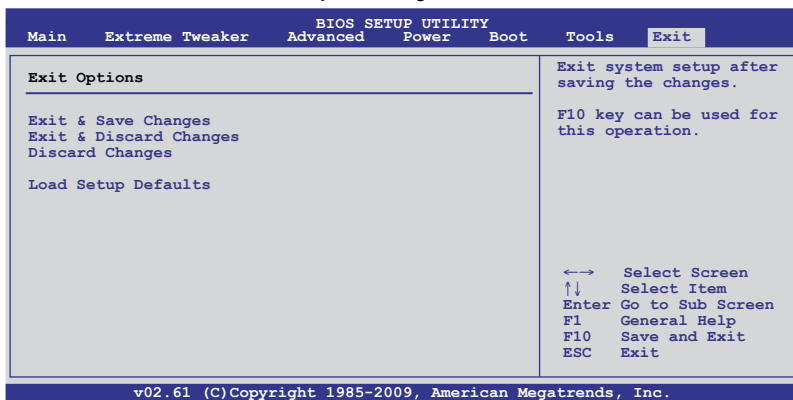 BIOS SETUP UTILITY
Main Extreme Tweaker Advanced Power Boot Tools Exit
Exit Options
Exit & Save Changes
Exit & Discard Changes
Discard Changes
Load Setup Defaults
Exit system setup after
saving the changes.
F10 key can be used for
this operation.
←→ Select Screen
↑↓ Select Item
Enter Go to Sub Screen
F1 General Help
F10 Save and Exit
ESC Exit
v02.61 (C)Copyright 1985-2009, American Megatrends, Inc.